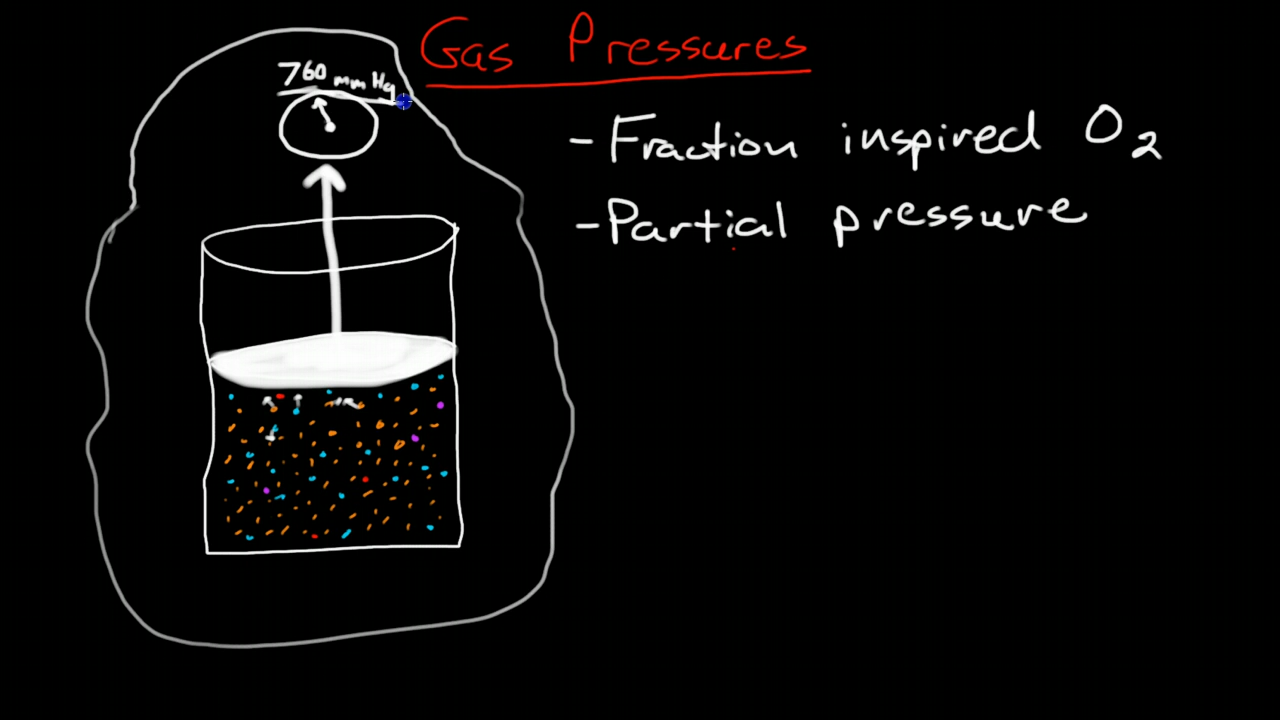 Gas Pressures
760 mm Hg
- Fraction inspired O₂
- Partial pressure